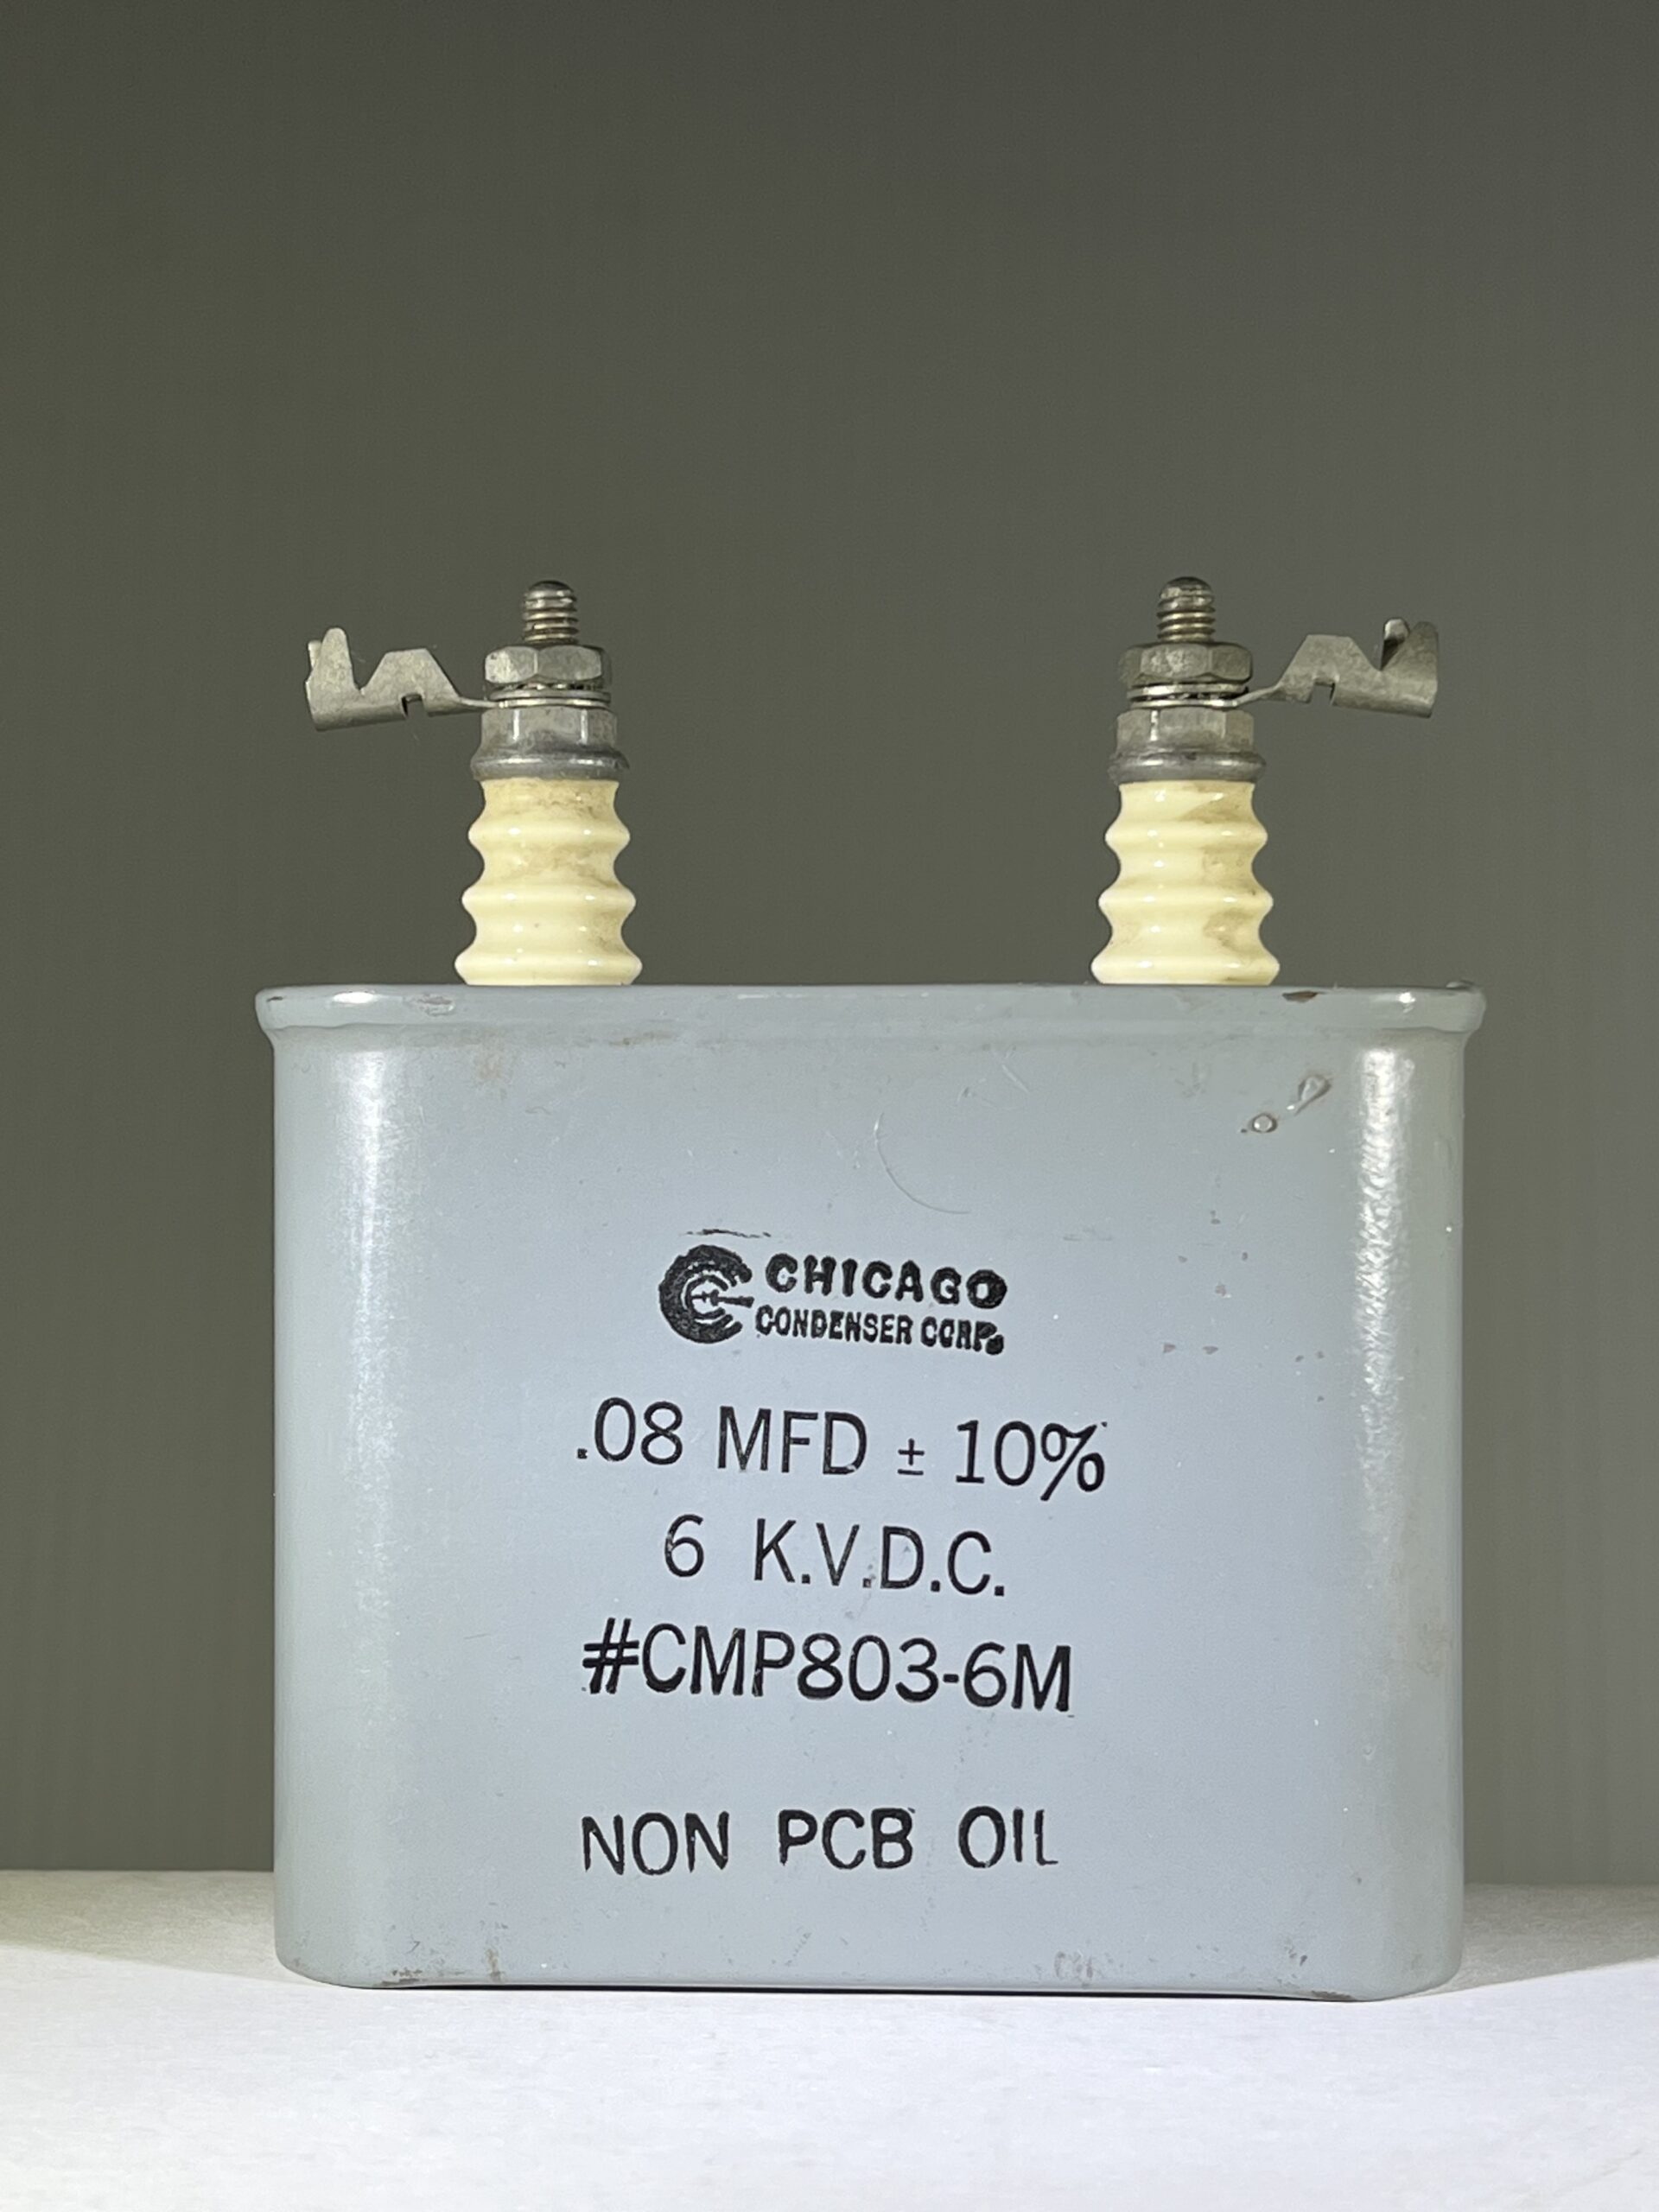 CHICAGO
CONDENSER CORP.
.08 MFD ± 10%
6 K.V.D.C.
#CMP803-6M
NON PCB OIL